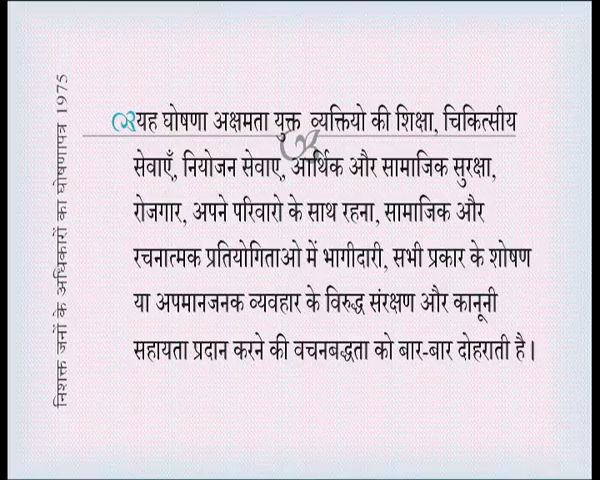 निशक्त जनों के अधिकारों का घोषणापत्र 1975
यह घोषणा अक्षमता युक्त व्यक्तियो की शिक्षा, चिकित्सीय
सेवाएँ, नियोजन सेवाए, आर्थिक और सामाजिक सुरक्षा,
रोजगार, अपने परिवारो के साथ रहना, सामाजिक और
रचनात्मक प्रतियोगिताओ में भागीदारी, सभी प्रकार के शोषण
या अपमानजनक व्यवहार के विरुद्ध संरक्षण और कानूनी
सहायता प्रदान करने की वचनबद्धता को बार-बार दोहराती है।